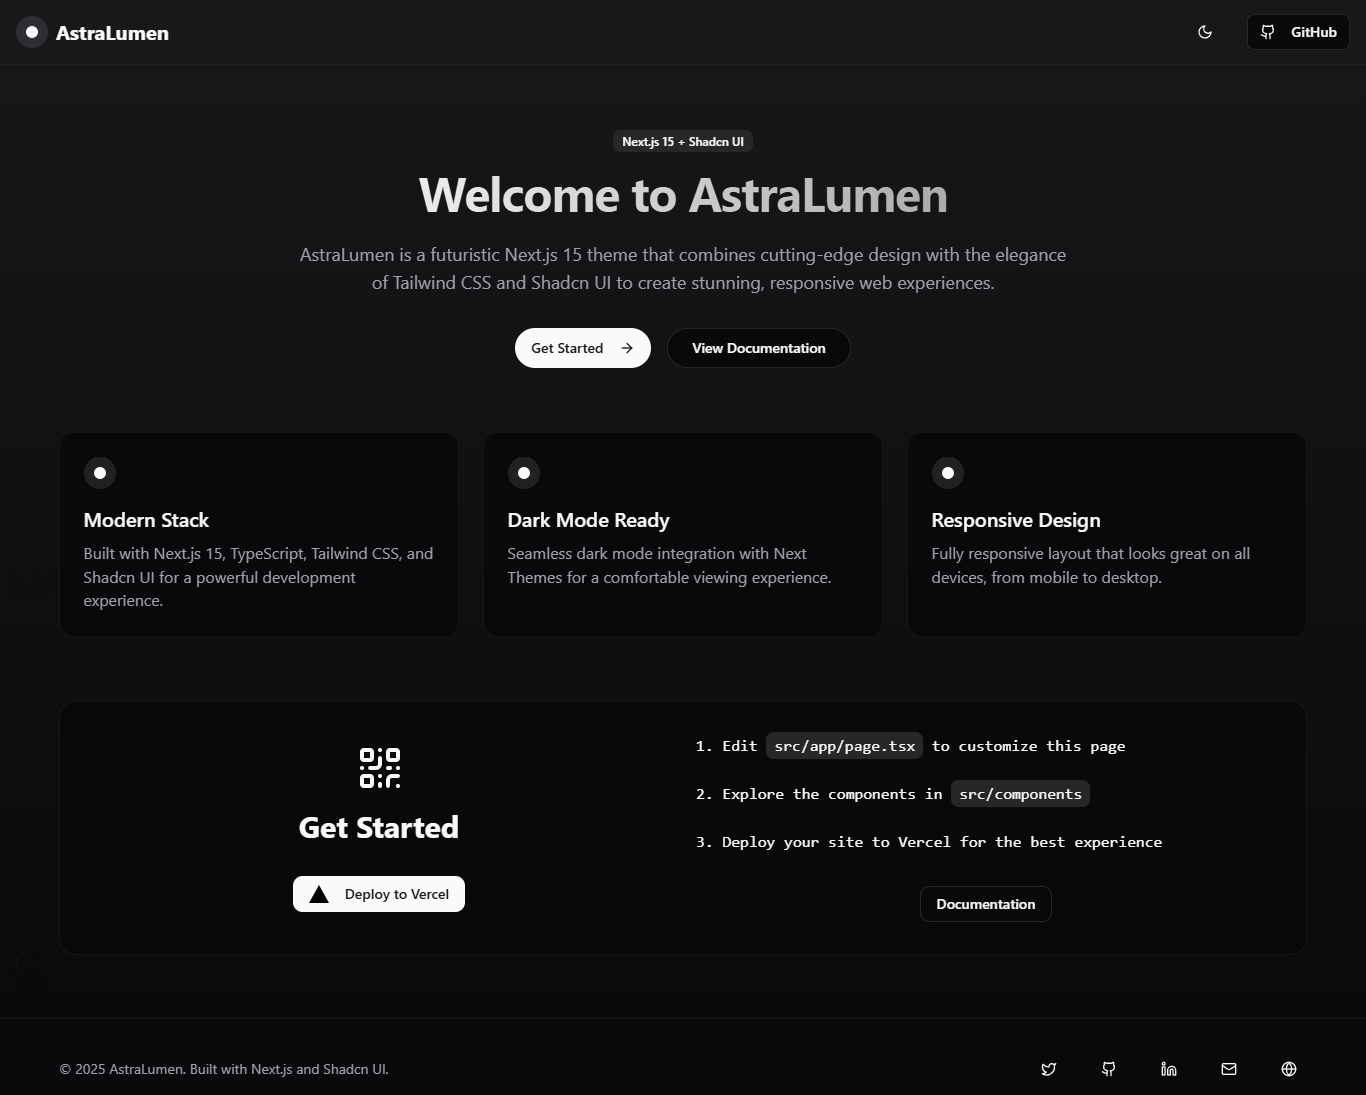 AstraLumen
GitHub
Next.js 15 + Shadcn UI
Welcome to AstraLumen
AstraLumen is a futuristic Next.js 15 theme that combines cutting-edge design with the elegance
of Tailwind CSS and Shadcn UI to create stunning, responsive web experiences.
Get Started
View Documentation
Modern Stack
Built with Next.js 15, TypeScript, Tailwind CSS, and
Shadcn UI for a powerful development
experience.
Dark Mode Ready
Seamless dark mode integration with Next
Themes for a comfortable viewing experience.
Responsive Design
Fully responsive layout that looks great on all
devices, from mobile to desktop.
Get Started
Deploy to Vercel
1. Edit src/app/page.tsx to customize this page
2. Explore the components in src/components
3. Deploy your site to Vercel for the best experience
Documentation
© 2025 AstraLumen. Built with Next.js and Shadcn UI.